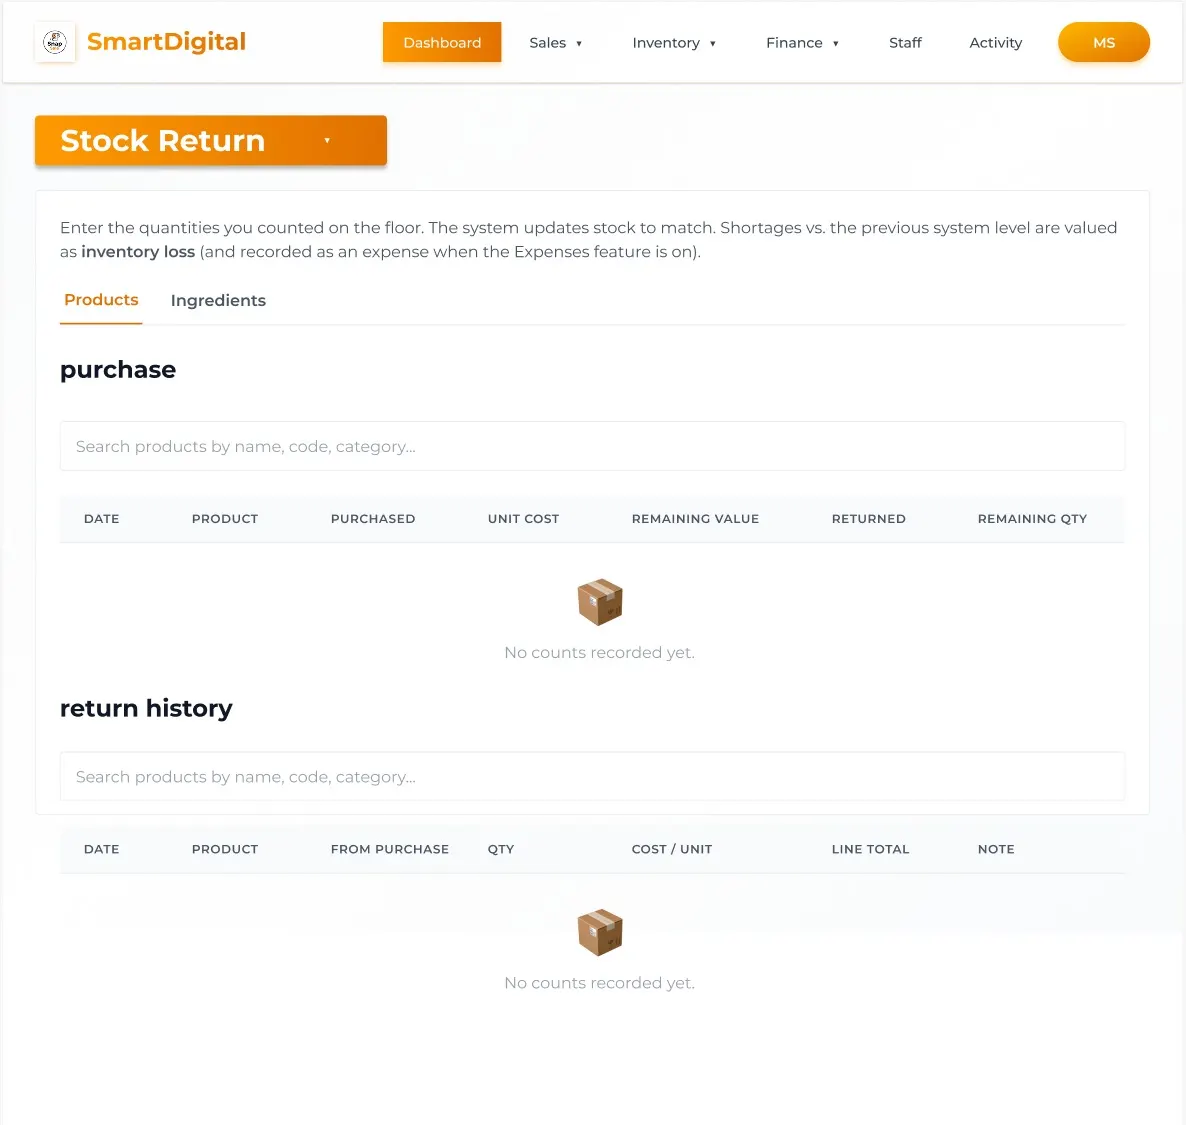 Snap
SmartDigital
Dashboard
Sales ▾
Inventory ▾
Finance ▾
Staff
Activity
MS
Stock Return ▾
Enter the quantities you counted on the floor. The system updates stock to match. Shortages vs. the previous system level are valued
as inventory loss (and recorded as an expense when the Expenses feature is on).
Products
Ingredients
purchase
Search products by name, code, category...
DATE PRODUCT PURCHASED UNIT COST REMAINING VALUE RETURNED REMAINING QTY
No counts recorded yet.
return history
Search products by name, code, category...
DATE PRODUCT FROM PURCHASE QTY COST / UNIT LINE TOTAL NOTE
No counts recorded yet.